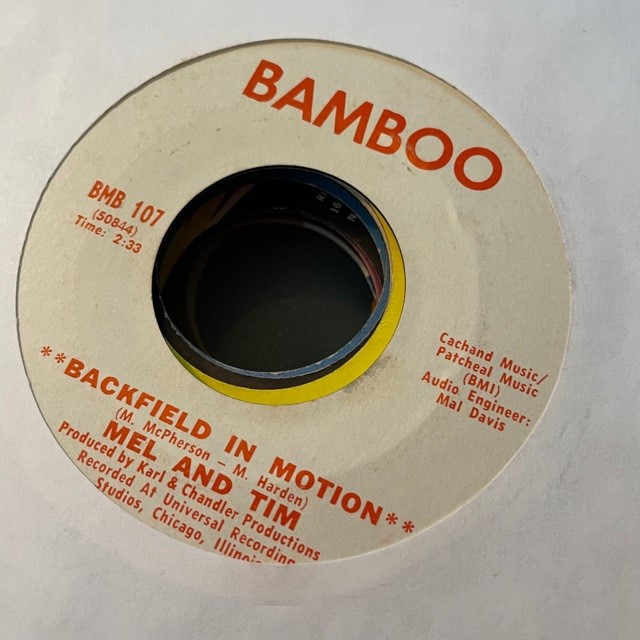 BAMBOO
BMB 107
(50844)
Time: 2:33
Cachand Music/
Patcheal Music
(BMI)
Audio Engineer:
Mal Davis
**BACKFIELD IN MOTION**
(M. McPherson – M. Harden)
MEL AND TIM
Produced by Karl & Chandler Productions
Recorded At Universal Recording
Studios, Chicago,